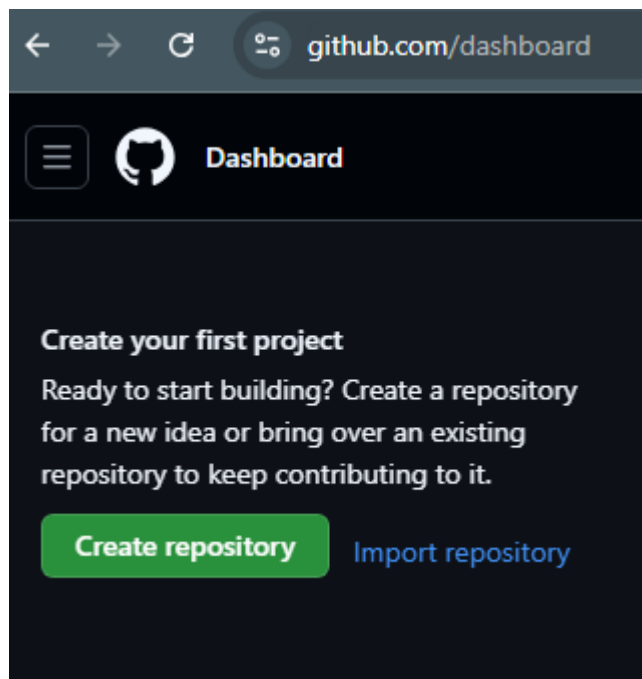 github.com/dashboard
Dashboard
Create your first project
Ready to start building? Create a repository
for a new idea or bring over an existing
repository to keep contributing to it.
Create repository Import repository